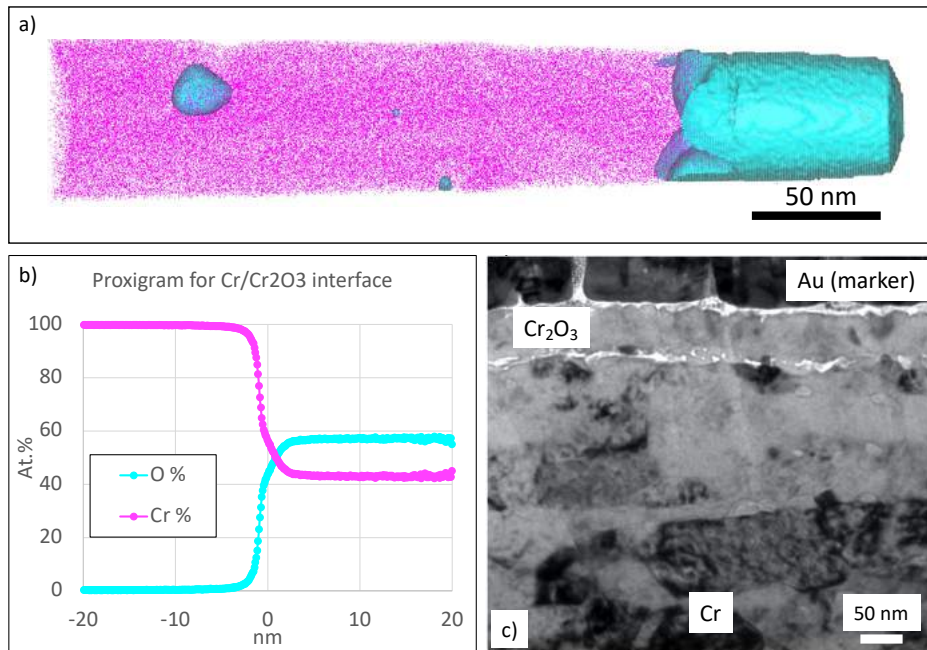 a)
50 nm
b)
Proxigram for Cr/Cr2O3 interface
100
80
60
40
20
0
At.%
O %
Cr %
-20
-10
0
10
20
nm
Au (marker)
Cr₂O₃
Cr
50 nm
c)